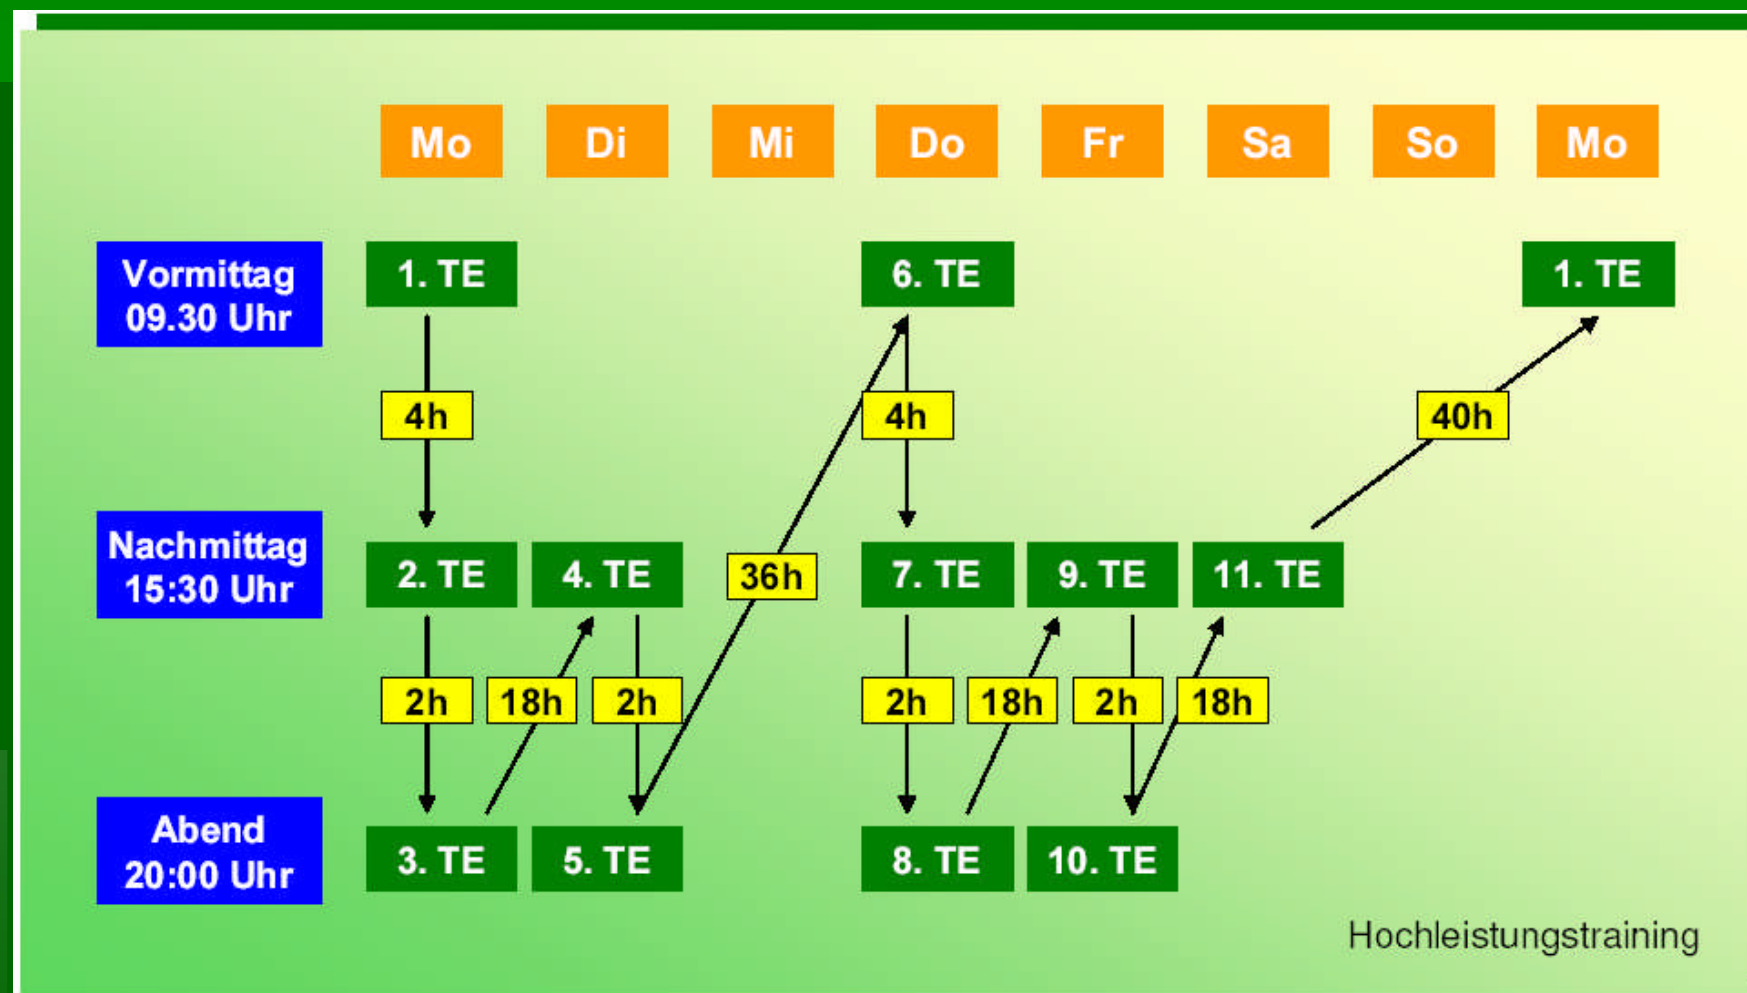 Mo Di Mi Do Fr Sa So Mo
Vormittag
09.30 Uhr
1. TE 6. TE 1. TE
4h 4h 40h
Nachmittag
15:30 Uhr
2. TE 4. TE 36h 7. TE 9. TE 11. TE
2h 18h 2h 2h 18h 2h 18h
Abend
20:00 Uhr
3. TE 5. TE 8. TE 10. TE
Hochleistungstraining